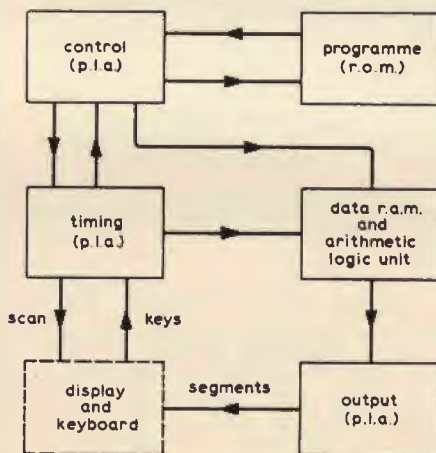 control
(p.l.a.)
programme
(r.o.m.)
timing
(p.l.a.)
data r.a.m.
and
arithmetic
logic unit
scan
keys
display
and
keyboard
segments
output
(p.l.a.)